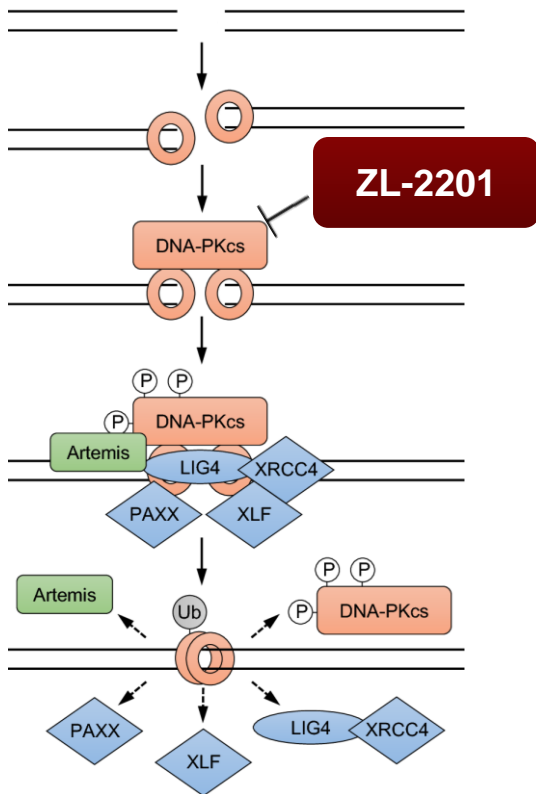 ZL-2201
DNA-PKcs
P
P
P
DNA-PKcs
Artemis
LIG4
XRCC4
PAXX
XLF
Artemis
Ub
P
P
P
DNA-PKcs
PAXX
XLF
LIG4
XRCC4